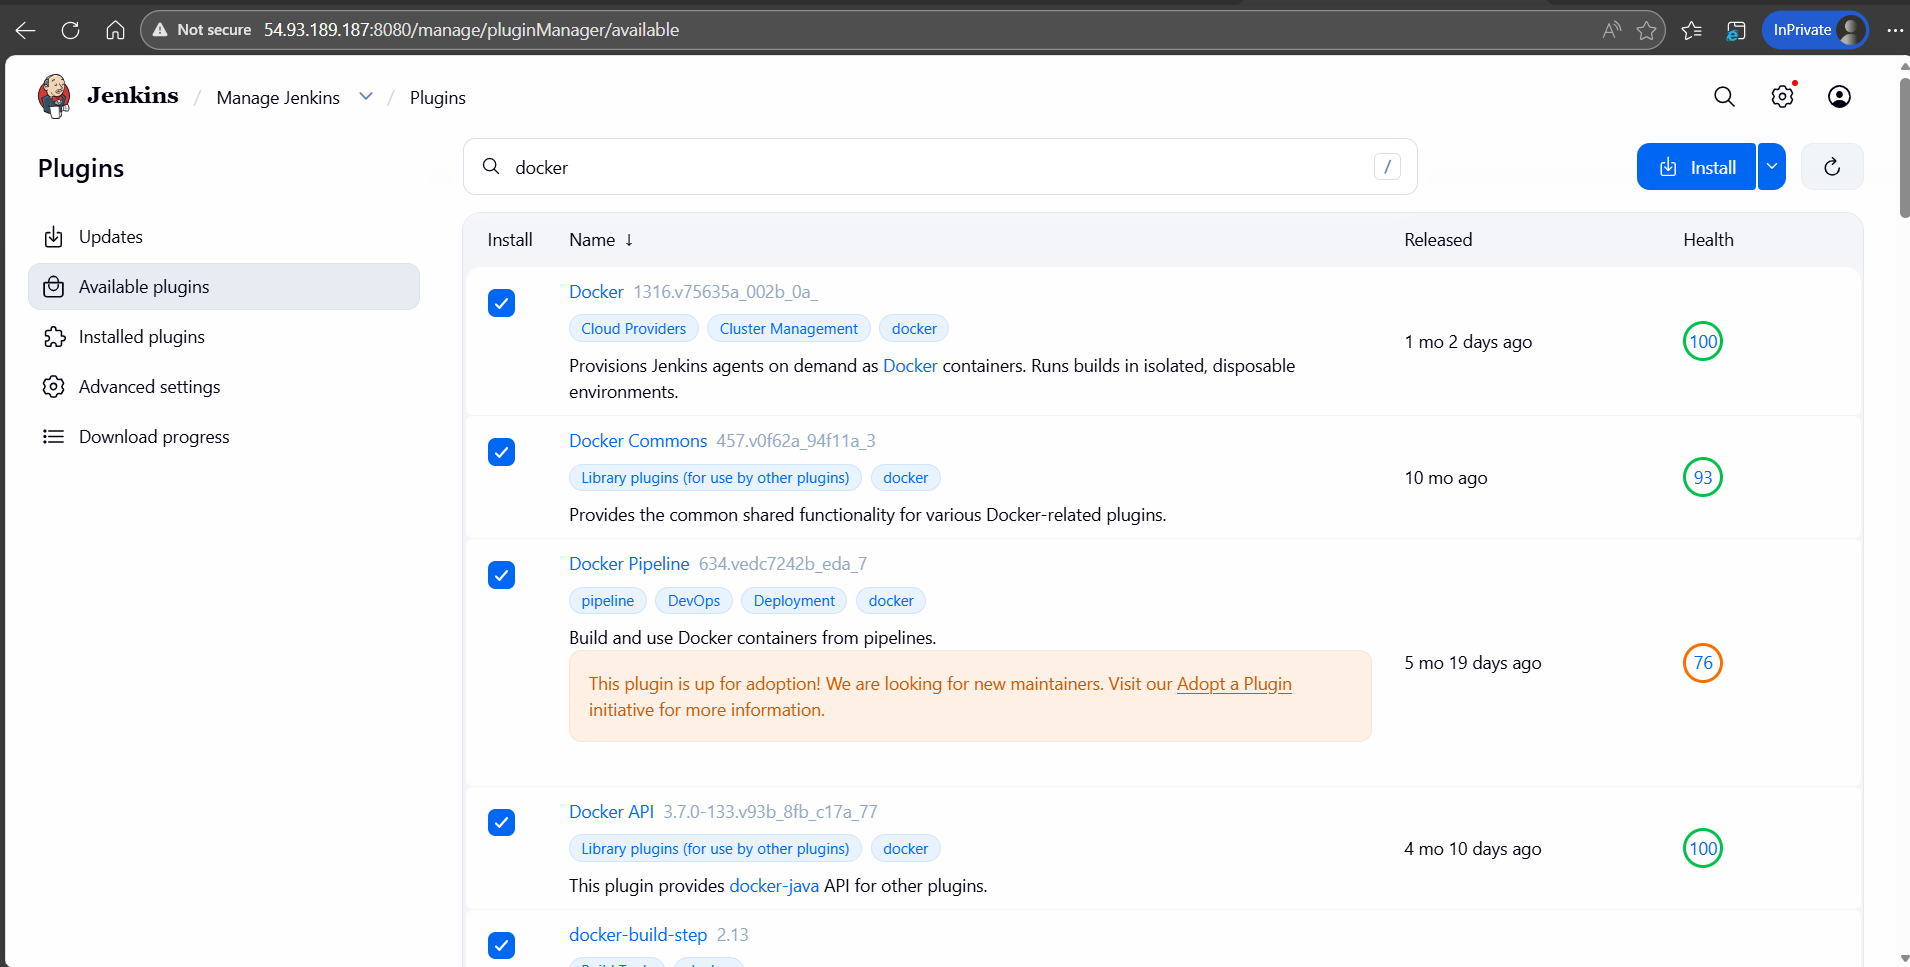 Not secure 54.93.189.187:8080/manage/pluginManager/available
InPrivate
Jenkins / Manage Jenkins / Plugins
Plugins
docker
/
Install
Updates
Available plugins
Installed plugins
Advanced settings
Download progress
Install Name ↓ Released Health
Docker 1316.v75635a_002b_0a_
Cloud Providers Cluster Management docker
Provisions Jenkins agents on demand as Docker containers. Runs builds in isolated, disposable
environments.
1 mo 2 days ago
100
Docker Commons 457.v0f62a_94f11a_3
Library plugins (for use by other plugins) docker
Provides the common shared functionality for various Docker-related plugins.
10 mo ago
93
Docker Pipeline 634.vedc7242b_eda_7
pipeline DevOps Deployment docker
Build and use Docker containers from pipelines.
This plugin is up for adoption! We are looking for new maintainers. Visit our Adopt a Plugin
initiative for more information.
5 mo 19 days ago
76
Docker API 3.7.0-133.v93b_8fb_c17a_77
Library plugins (for use by other plugins) docker
This plugin provides docker-java API for other plugins.
4 mo 10 days ago
100
docker-build-step 2.13